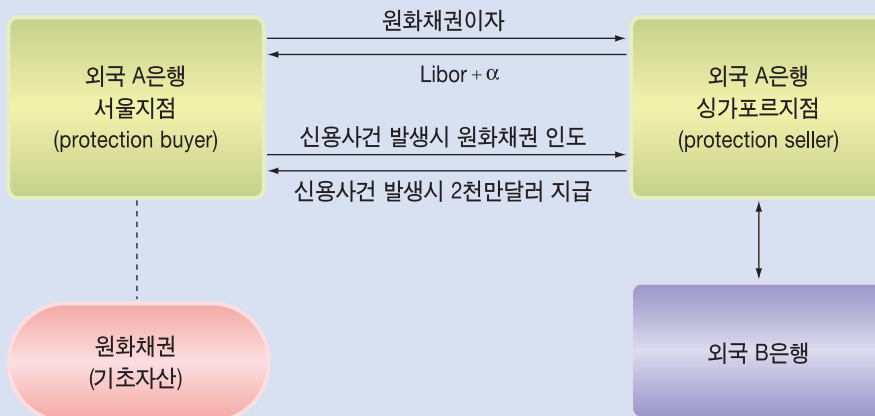 원화채권이자
Libor + α
외국 A은행
서울지점
(protection buyer)
외국 A은행
싱가포르지점
(protection seller)
신용사건 발생시 원화채권 인도
신용사건 발생시 2천만달러 지급
원화채권
(기초자산)
외국 B은행